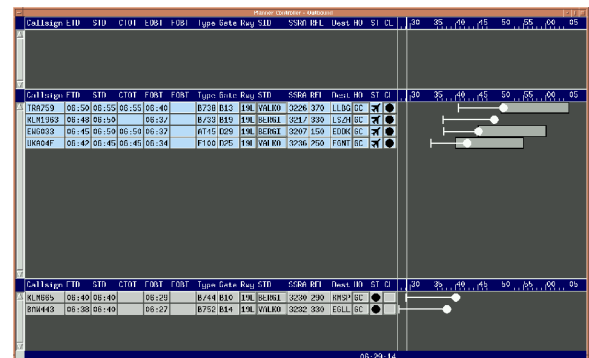 Planner Controller - Outbound
Callsign ETD STD CTOT EOBT FOBT Type Gate Rwy SID SSRA RFL Dest HO ST CL 30 35 40 45 50 55 00 05
Callsign ETD STD CTOT EOBT FOBT Type Gate Rwy SID SSRA RFL Dest HO ST CL 30 35 40 45 50 55 00 05
TRA759 06:50 06:55 06:55 06:40 B738 B13 19L VALKO 3226 370 LLBG GC
KLM1963 06:48 06:50 06:37 B733 B19 19L BERGI 3217 330 LSZH GC
EWG033 06:45 06:50 06:50 06:37 AT45 D29 19L BERGI 3207 150 EDDK GC
UKA04F 06:42 06:45 06:45 06:34 F100 D25 19L VALKO 3236 250 EGNT GC
Callsign ETD STD CTOT EOBT FOBT Type Gate Rwy SID SSRA RFL Dest HO ST CL 30 35 40 45 50 55 00 05
KLM665 06:40 06:40 06:29 B744 B10 19L BERGI 3230 290 GC
BMW443 06:38 06:40 06:27 B752 B14 19L VALKO 3232 330 EGLL GC
06:29:14